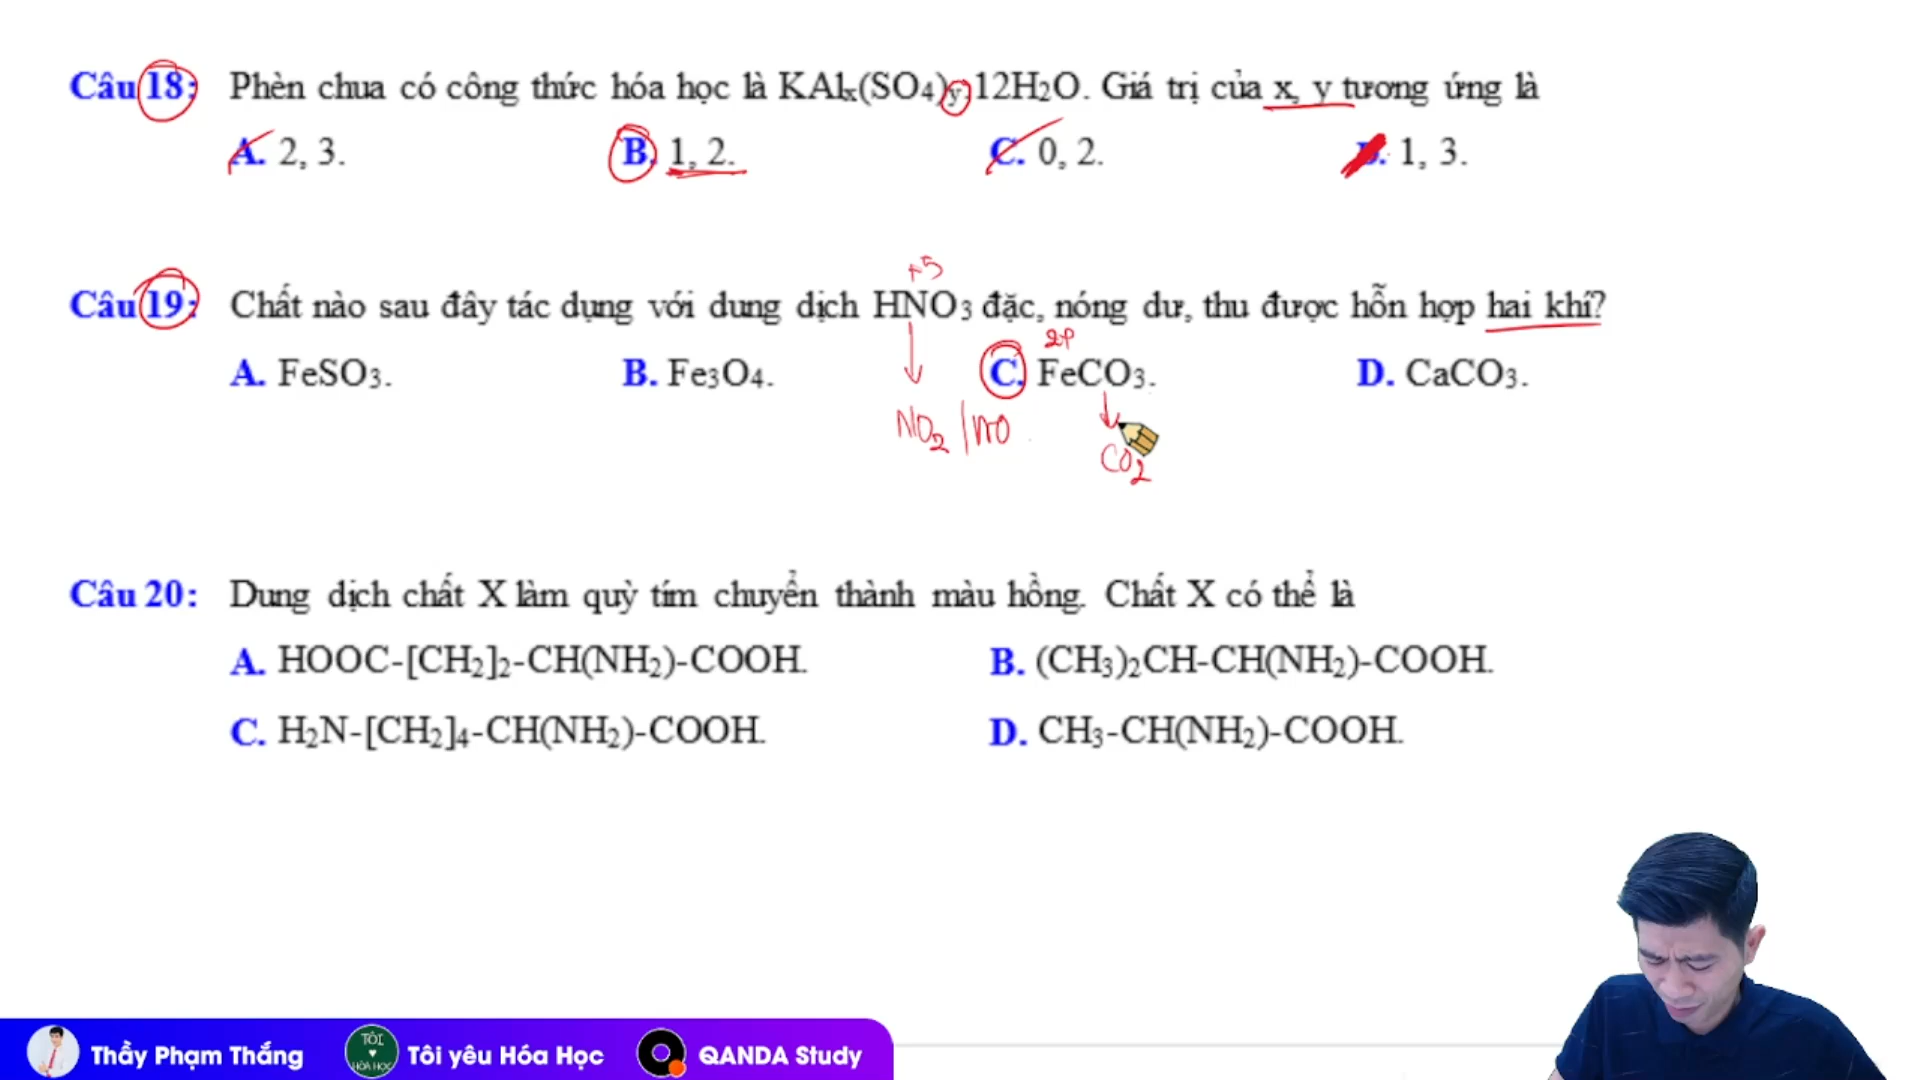 Câu 18: Phèn chua có công thức hóa học là KAlₓ(SO₄)y.12H₂O. Giá trị của x, y tương ứng là
A. 2, 3. B. 1, 2. C. 0, 2. D. 1, 3.
+5
Câu 19: Chất nào sau đây tác dụng với dung dịch HNO₃ đặc, nóng dư, thu được hỗn hợp hai khí?
2+
A. FeSO₃. B. Fe₃O₄. C. FeCO₃. D. CaCO₃.
NO₂ / NO
CO₂
Câu 20: Dung dịch chất X làm quỳ tím chuyển thành màu hồng. Chất X có thể là
A. HOOC-[CH₂]₂-CH(NH₂)-COOH. B. (CH₃)₂CH-CH(NH₂)-COOH.
C. H₂N-[CH₂]₄-CH(NH₂)-COOH. D. CH₃-CH(NH₂)-COOH.
Thầy Phạm Thắng TÔI ♥ HÓA HỌC Tôi yêu Hóa Học QANDA Study